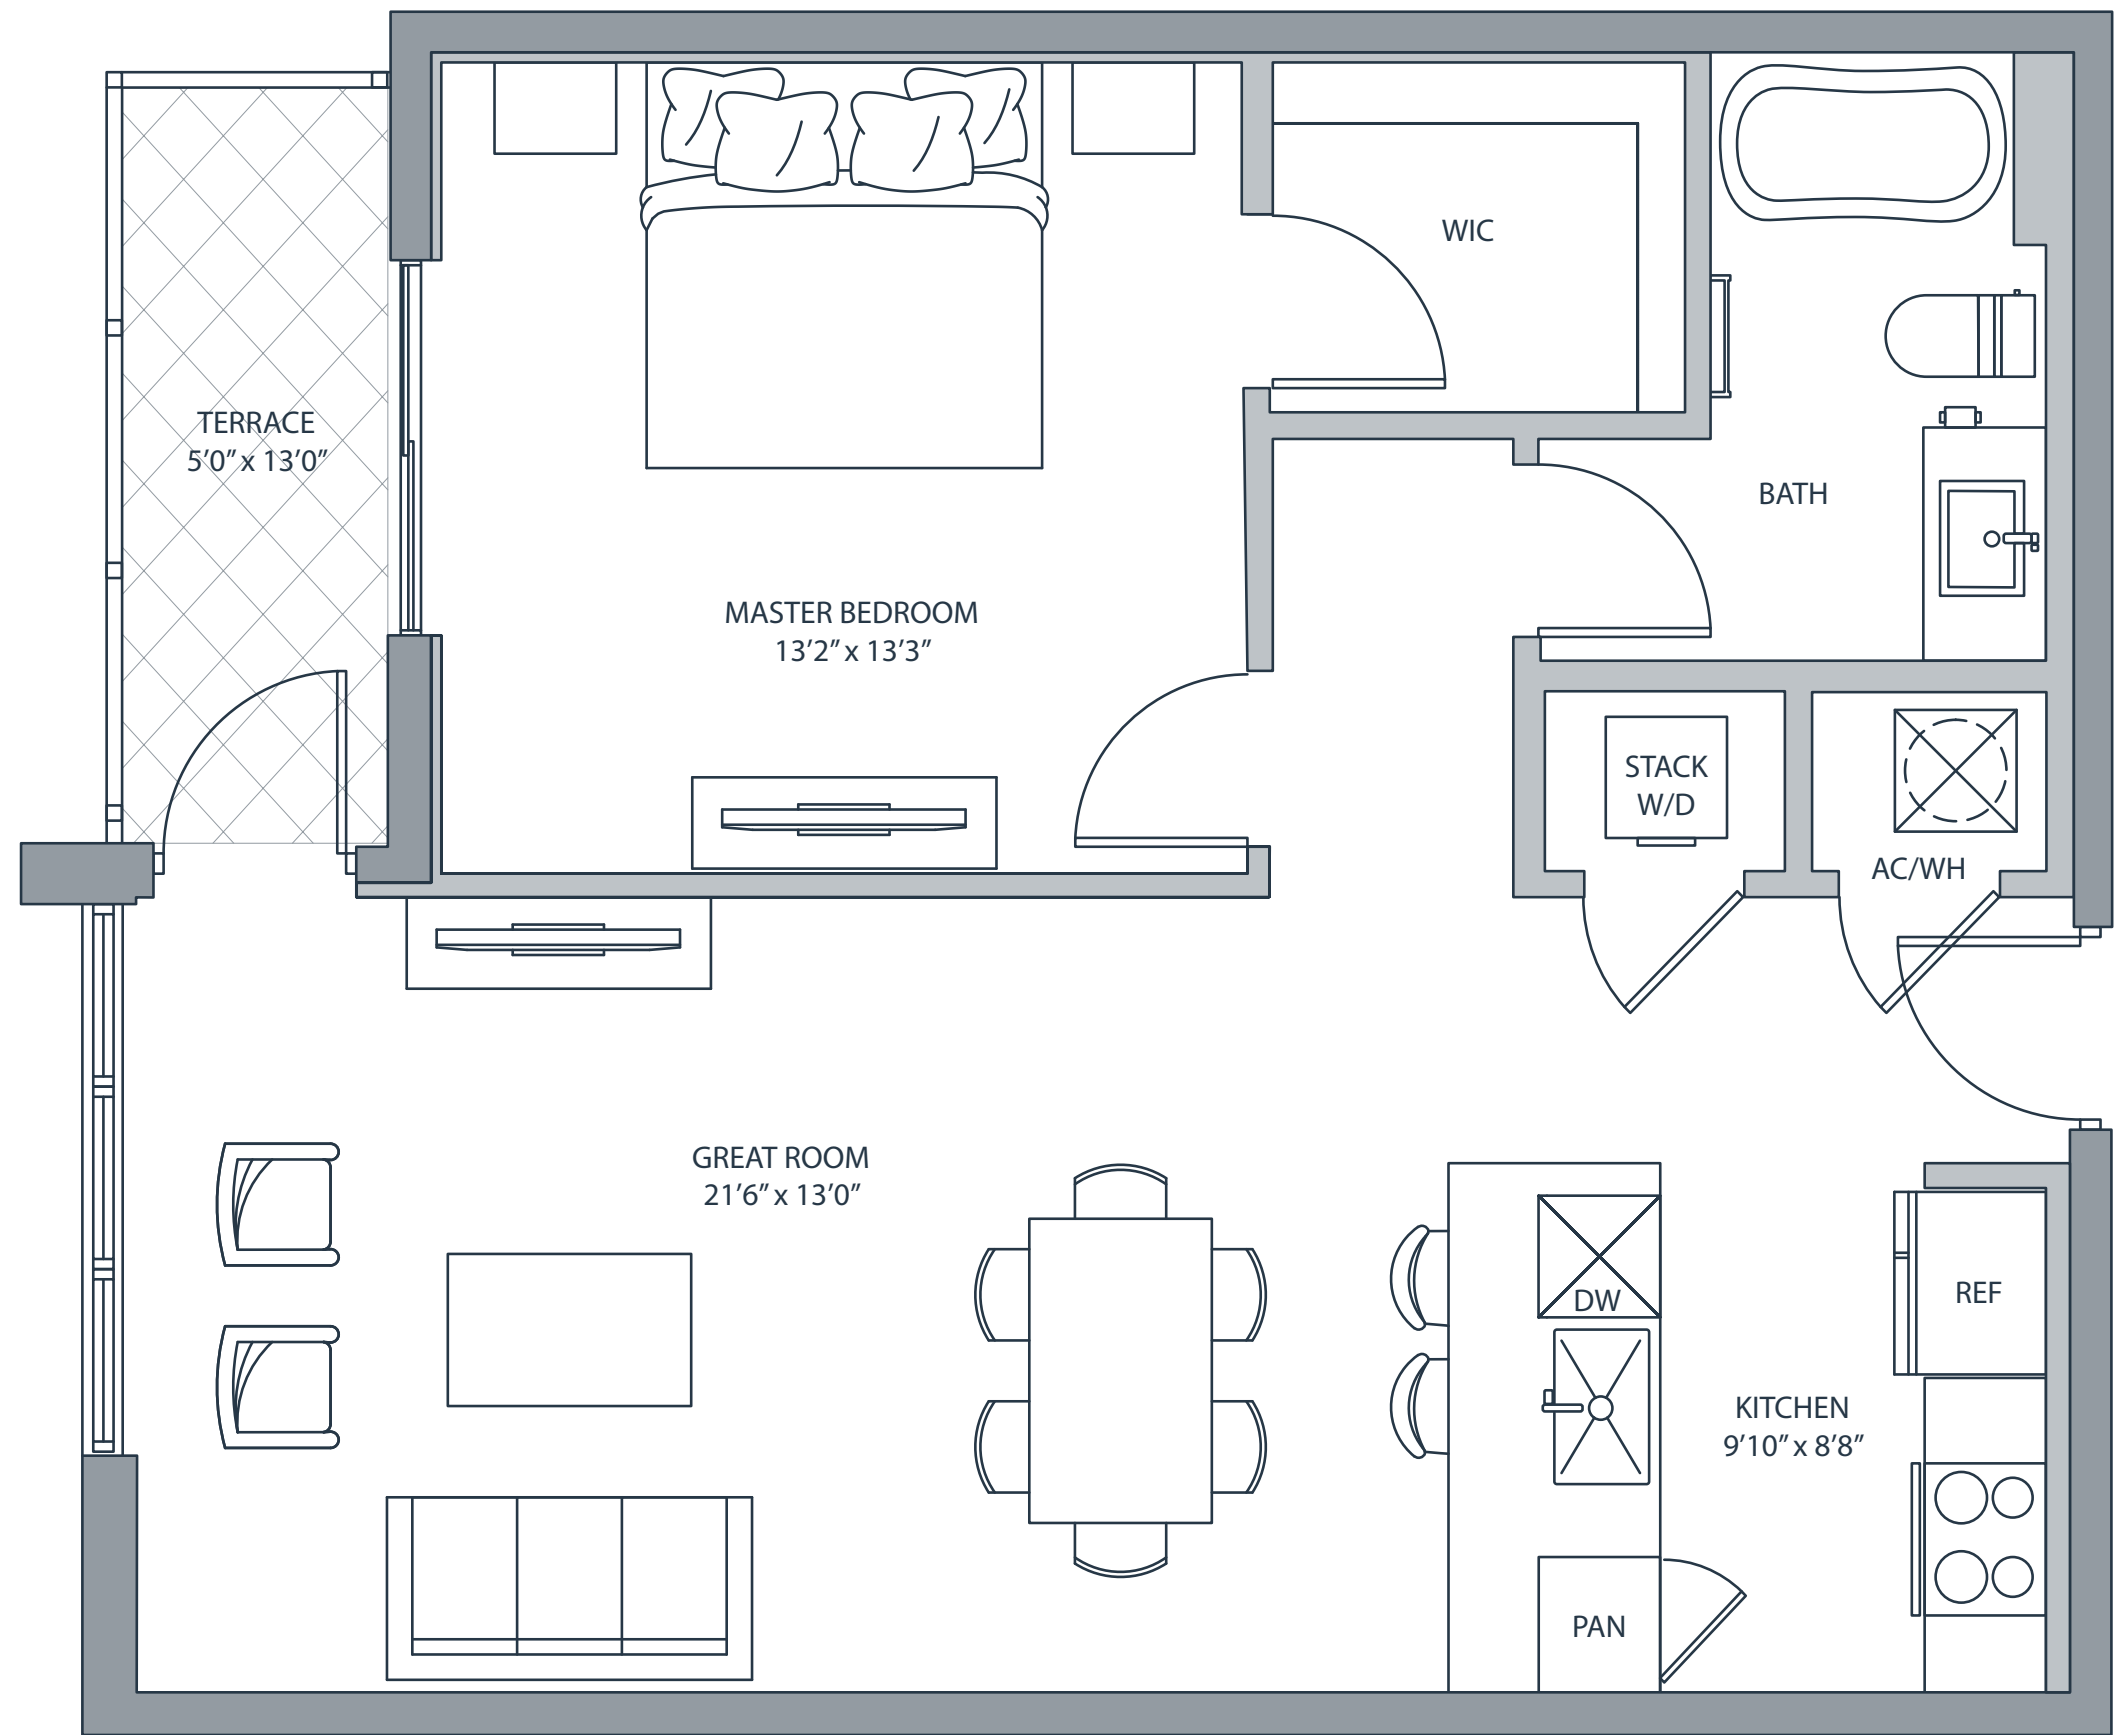 WIC
TERRACE
5’0” x 13’0”
BATH
MASTER BEDROOM
13’2” x 13’3”
STACK
W/D
AC/WH
GREAT ROOM
21’6” x 13’0”
DW
REF
KITCHEN
9’10” x 8’8”
PAN